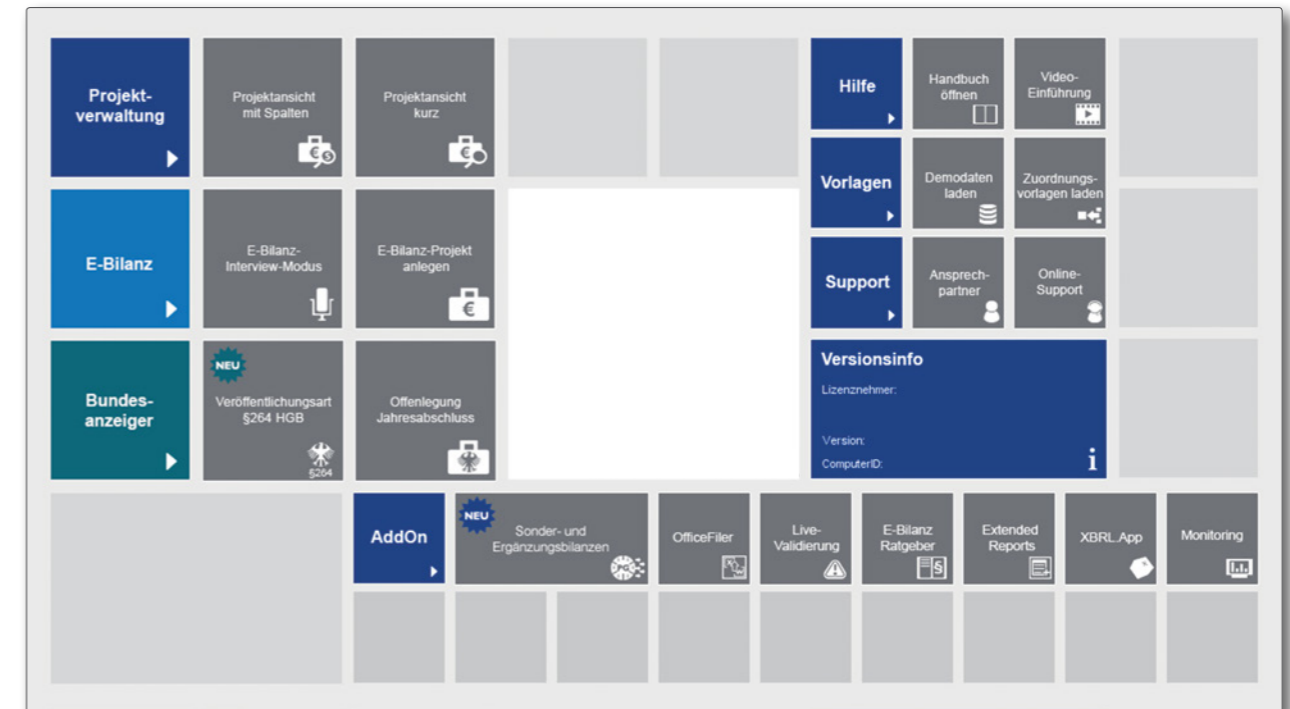 Projekt-
verwaltung
Projektansicht
mit Spalten
Projektansicht
kurz
E-Bilanz
E-Bilanz-
Interview-Modus
E-Bilanz-Projekt
anlegen
Bundes-
anzeiger
NEU
Veröffentlichungsart
§264 HGB
§264
Offenlegung
Jahresabschluss
Hilfe
Handbuch
öffnen
Video-
Einführung
Vorlagen
Demodaten
laden
Zuordnungs-
vorlagen laden
Support
Ansprech-
partner
Online-
Support
Versionsinfo
Lizenznehmer:
Version:
ComputerID:
i
AddOn
NEU
Sonder- und
Ergänzungsbilanzen
OfficeFiler
Live-
Validierung
E-Bilanz
Ratgeber
§
Extended
Reports
XBRL.App
Monitoring